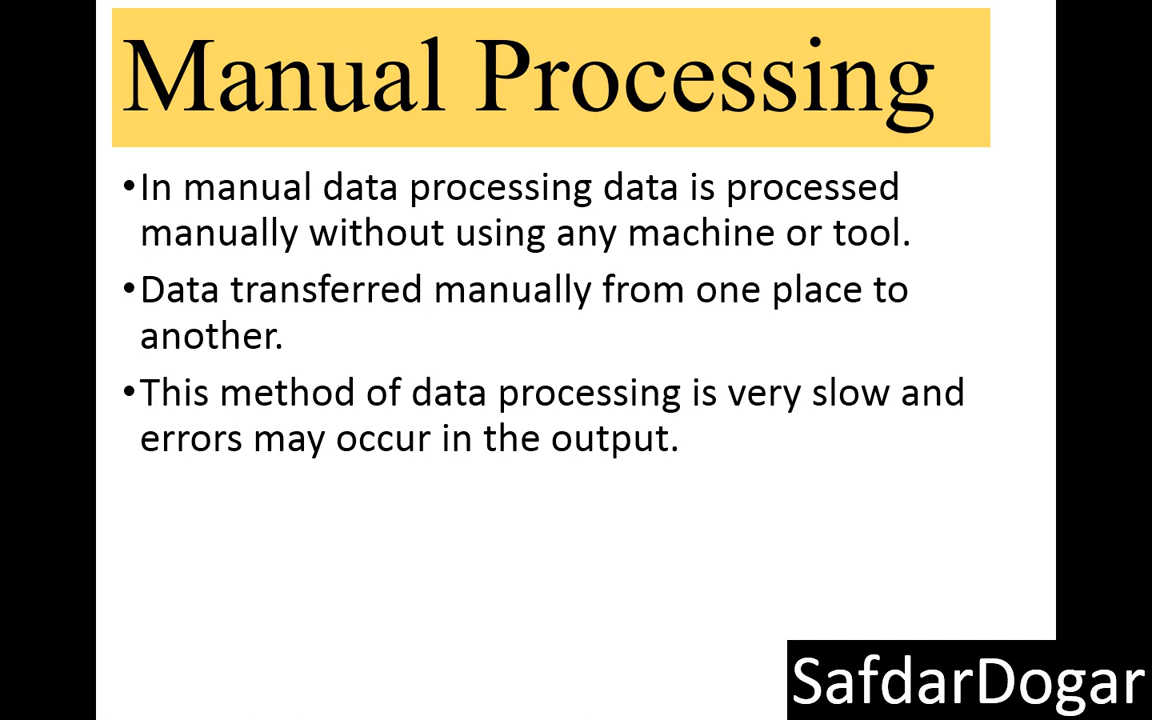 Manual Processing
•In manual data processing data is processed
manually without using any machine or tool.
•Data transferred manually from one place to
another.
•This method of data processing is very slow and
errors may occur in the output.
SafdarDogar